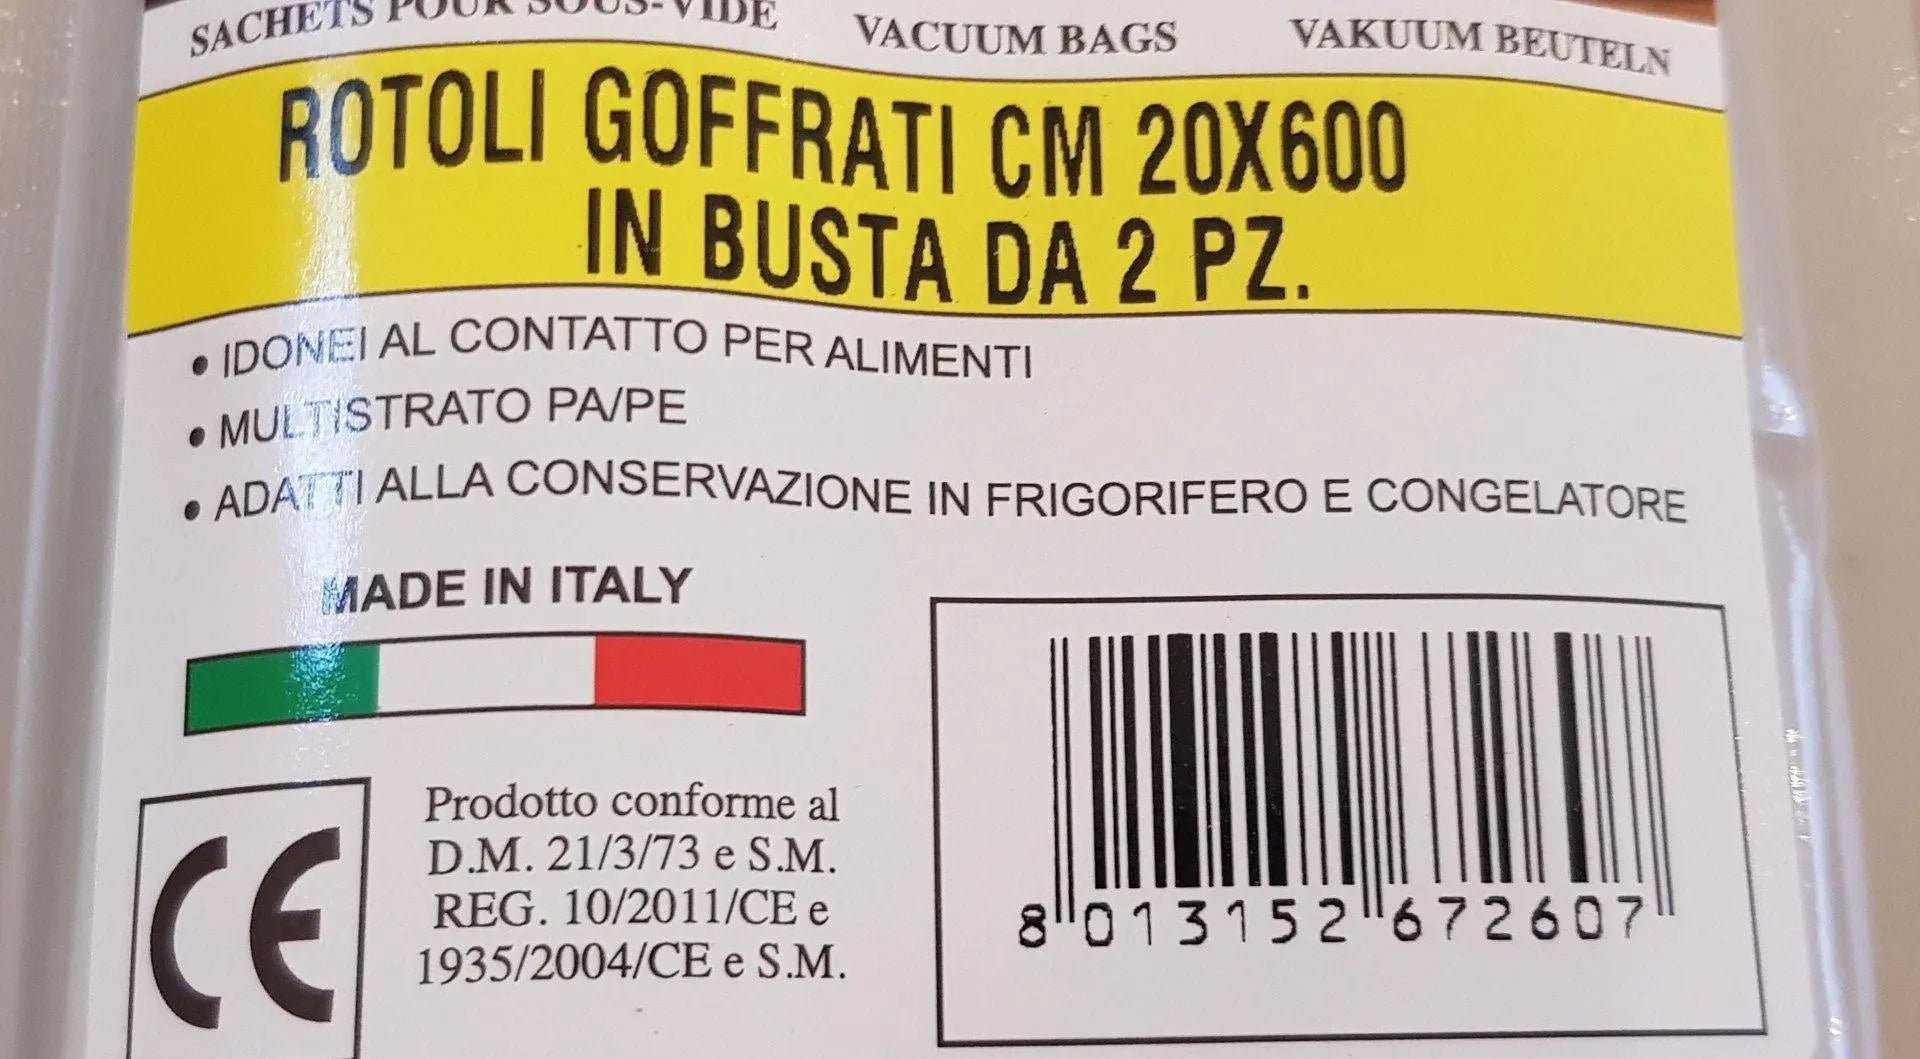 SACHETS POUR SOUS-VIDE VACUUM BAGS VAKUUM BEUTELN
ROTOLI GOFFRATI CM 20X600
IN BUSTA DA 2 PZ.
• IDONEI AL CONTATTO PER ALIMENTI
• MULTISTRATO PA/PE
• ADATTI ALLA CONSERVAZIONE IN FRIGORIFERO E CONGELATORE
MADE IN ITALY
CE
Prodotto conforme al
D.M. 21/3/73 e S.M.
REG. 10/2011/CE e
1935/2004/CE e S.M.
8 013152 672607